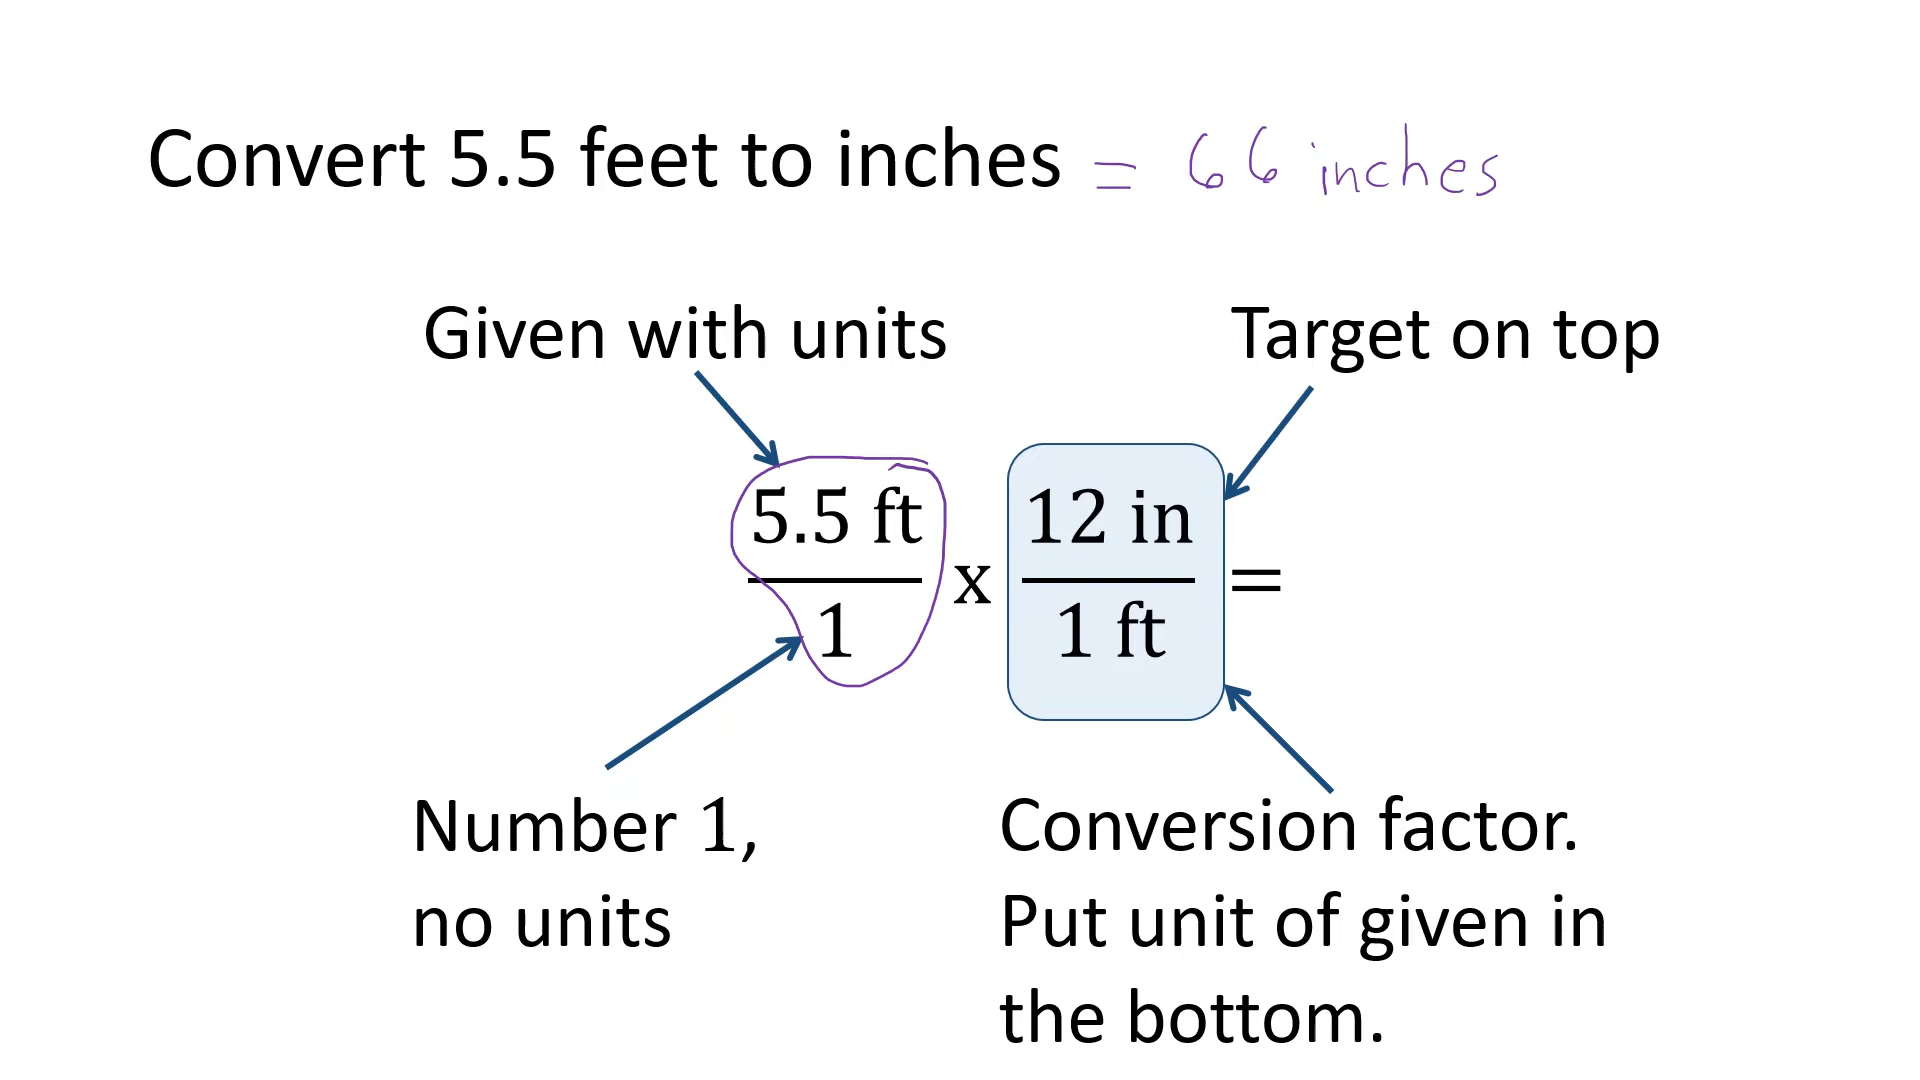 Convert 5.5 feet to inches = 66 inches
Given with units
Target on top
5.5 ft
12 in
x
=
1
1 ft
Number 1,
no units
Conversion factor.
Put unit of given in
the bottom.